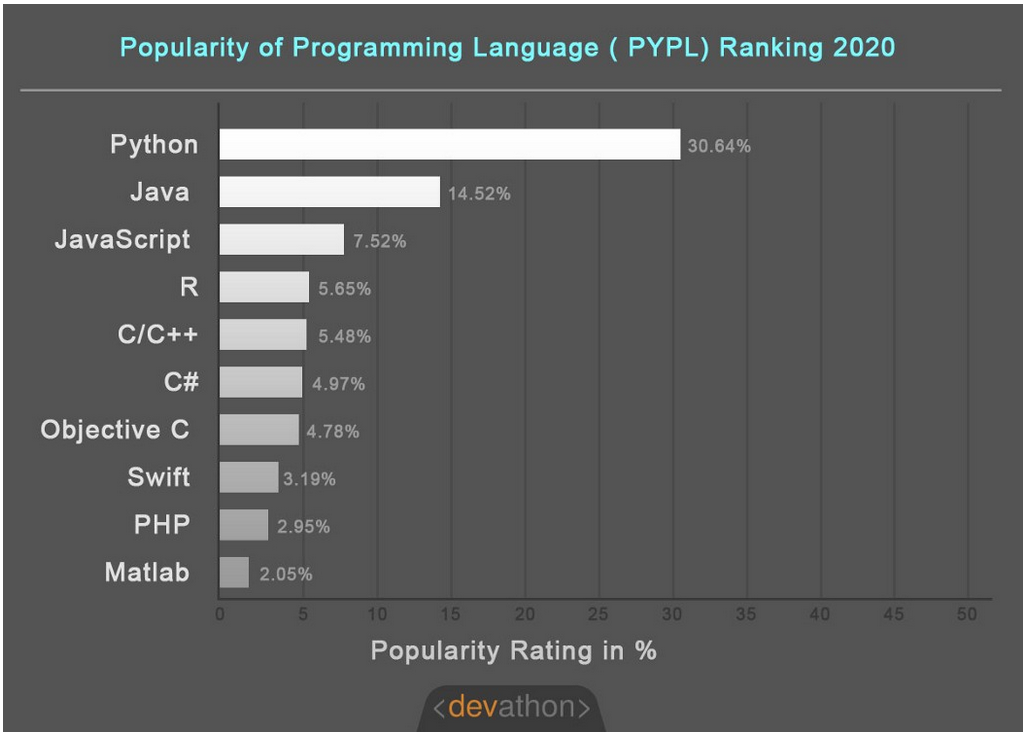 Popularity of Programming Language ( PYPL) Ranking 2020
Python 30.64%
Java 14.52%
JavaScript 7.52%
R 5.65%
C/C++ 5.48%
C# 4.97%
Objective C 4.78%
Swift 3.19%
PHP 2.95%
Matlab 2.05%
0 5 10 15 20 25 30 35 40 45 50
Popularity Rating in %
<devathon>